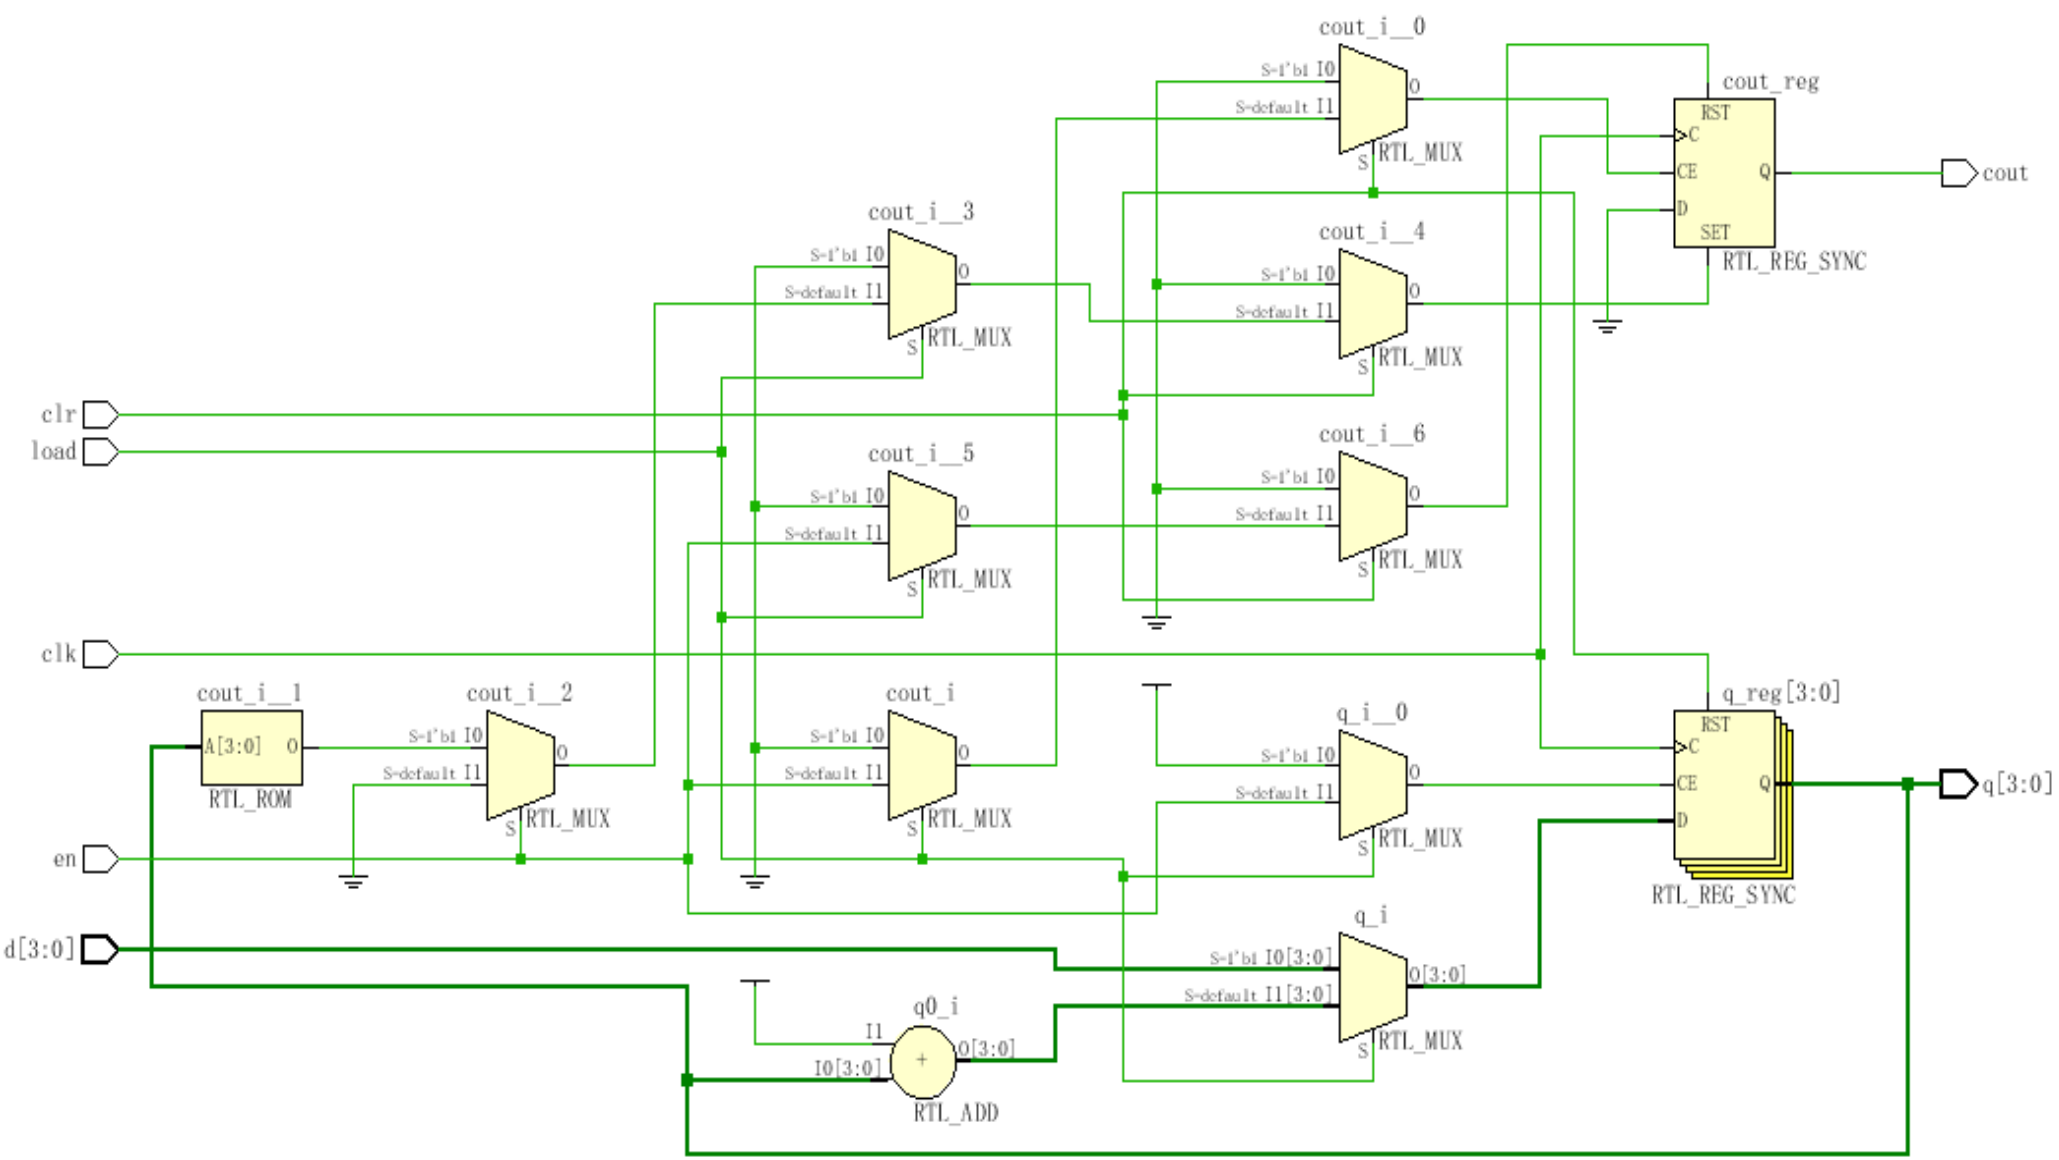 cout_i__0
S=1'b1 I0
S=default I1
O
S
RTL_MUX
cout_reg
RST
C
CE
D
Q
SET
RTL_REG_SYNC
cout
cout_i__3
S=1'b1 I0
S=default I1
O
S
RTL_MUX
cout_i__4
S=1'b1 I0
S=default I1
O
S
RTL_MUX
clr
load
cout_i__5
S=1'b1 I0
S=default I1
O
S
RTL_MUX
cout_i__6
S=1'b1 I0
S=default I1
O
S
RTL_MUX
clk
cout_i__1
A[3:0] O
RTL_ROM
cout_i__2
S=1'b1 I0
S=default I1
O
S
RTL_MUX
cout_i
S=1'b1 I0
S=default I1
O
S
RTL_MUX
q_i__0
S=1'b1 I0
S=default I1
O
S
RTL_MUX
q_reg[3:0]
RST
C
CE
D
Q
RTL_REG_SYNC
q[3:0]
en
d[3:0]
q_i
S=1'b1 I0[3:0]
S=default I1[3:0]
O[3:0]
S
RTL_MUX
q0_i
I1
I0[3:0]
+
O[3:0]
RTL_ADD